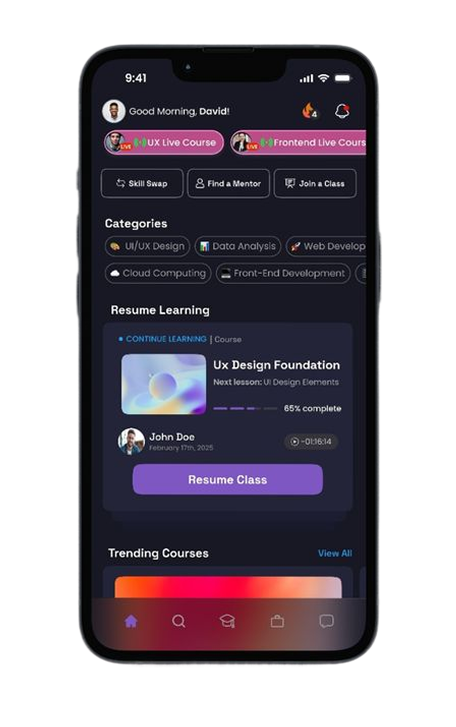 9:41
Good Morning, David!
4
LIVE UX Live Course
LIVE Frontend Live Cours
Skill Swap
Find a Mentor
Join a Class
Categories
UI/UX Design
Data Analysis
Web Develop
Cloud Computing
Front-End Development
Resume Learning
CONTINUE LEARNING | Course
Ux Design Foundation
Next lesson: UI Design Elements
65% complete
John Doe
February 17th, 2025
-01:16:14
Resume Class
Trending Courses
View All